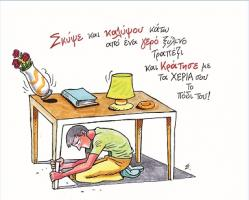 Σκύψε και καλύψου κάτω
από ένα γερό ξύλινο
τραπέζι
και Κράτησε με
τα ΧΕΡΙΑ σου
το
πόδι του!